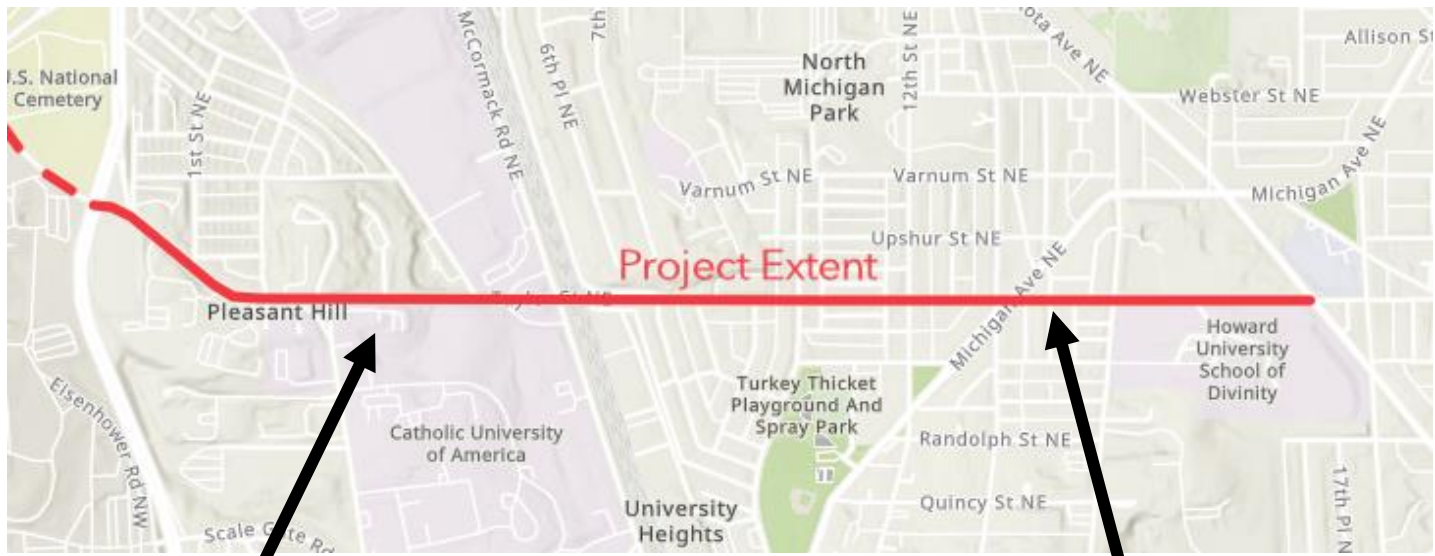 J.S. National
Cemetery
1st St NE
McCormack Rd NE
6th Pl NE
7th
North
Michigan
Park
12th St NE
ota Ave NE
Allison St
Webster St NE
Michigan Ave NE
Varnum St NE
Varnum St NE
Upshur St NE
Project Extent
Pleasant Hill
Michigan Ave NE
Howard
University
School of
Divinity
Eisenhower Rd NW
Catholic University
of America
Turkey Thicket
Playground And
Spray Park
Randolph St NE
Quincy St NE
17th Pl N
University
Heights
Scale Gate Rd